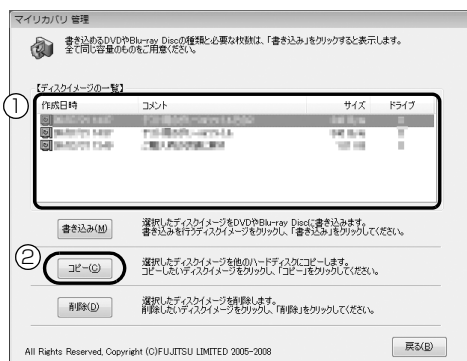 マイリカバリ 管理
書き込めるDVDやBlu-ray Discの種類と必要な枚数は、「書き込み」をクリックすると表示します。
全て同じ容量のものをご用意ください。
【ディスクイメージの一覧】
①
作成日時 コメント サイズ ドライブ
書き込み(M)
選択したディスクイメージをDVDやBlu-ray Discに書き込みます。
書き込みを行うディスクイメージをクリックし、「書き込み」をクリックしてください。
②
コピー(C)
選択したディスクイメージを他のハードディスクにコピーします。
コピーしたいディスクイメージをクリックし、「コピー」をクリックしてください。
削除(D)
選択したディスクイメージを削除します。
削除したいディスクイメージをクリックし、「削除」をクリックしてください。
All Rights Reserved, Copyright (C)FUJITSU LIMITED 2005-2008
戻る(B)